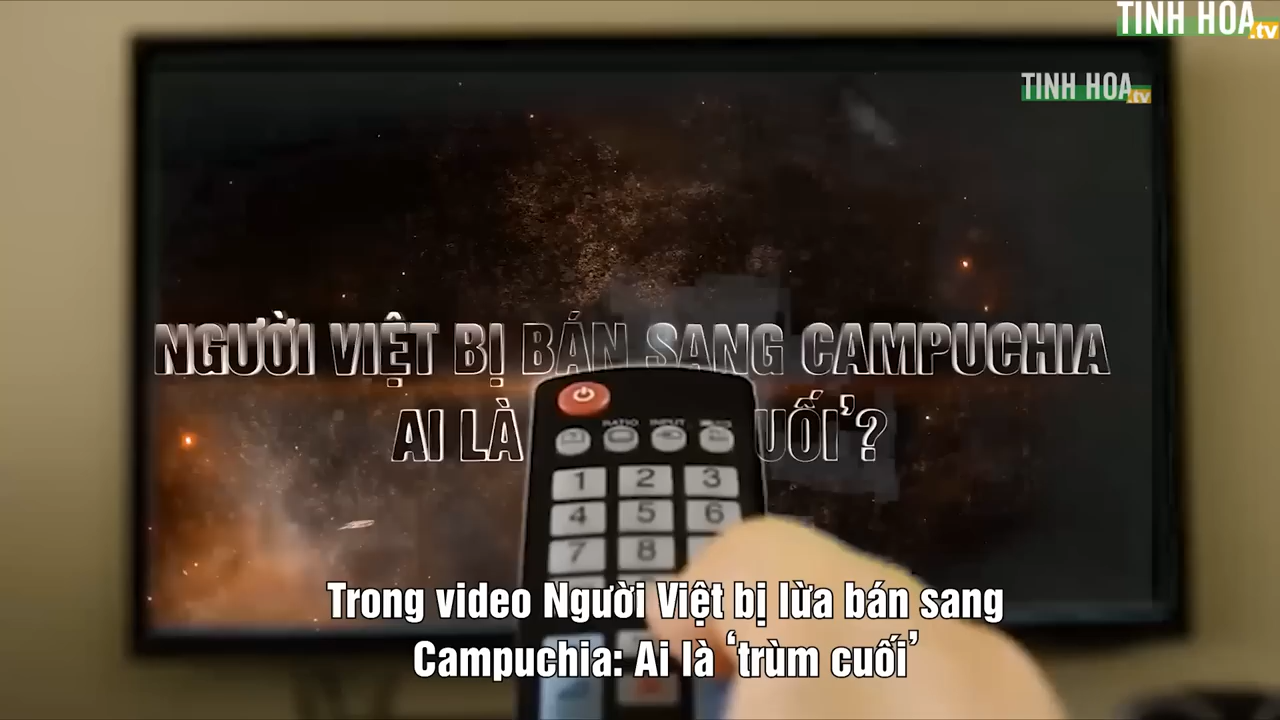 TINH HOA.tv
TINH HOA.tv
NGƯỜI VIỆT BỊ BÁN SANG CAMPUCHIA
AI LÀ UỐI’?
RATIO INPUT
1 2 3
4 5 6
7 8
Trong video Người Việt bị lừa bán sang
Campuchia: Ai là ‘trùm cuối’